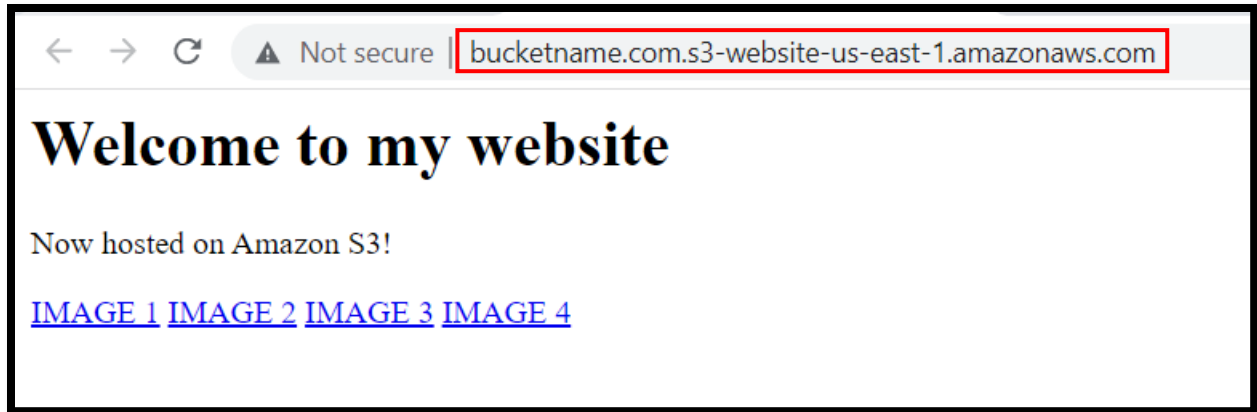 Not secure | bucketname.com.s3-website-us-east-1.amazonaws.com
Welcome to my website
Now hosted on Amazon S3!
IMAGE 1 IMAGE 2 IMAGE 3 IMAGE 4